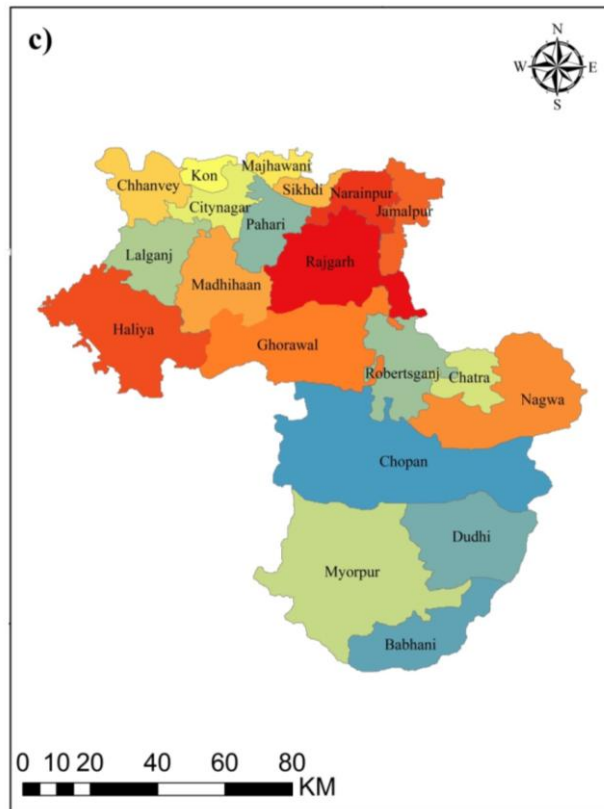 c)
N
W E
S
Majhawani
Kon
Chhanvey
Sikhdi
Narainpur
Citynagar
Jamalpur
Pahari
Lalganj
Rajgarh
Madhihaan
Haliya
Ghorawal
Robertsganj
Chatra
Nagwa
Chopan
Dudhi
Myorpur
Babhani
0 10 20 40 60 80
KM